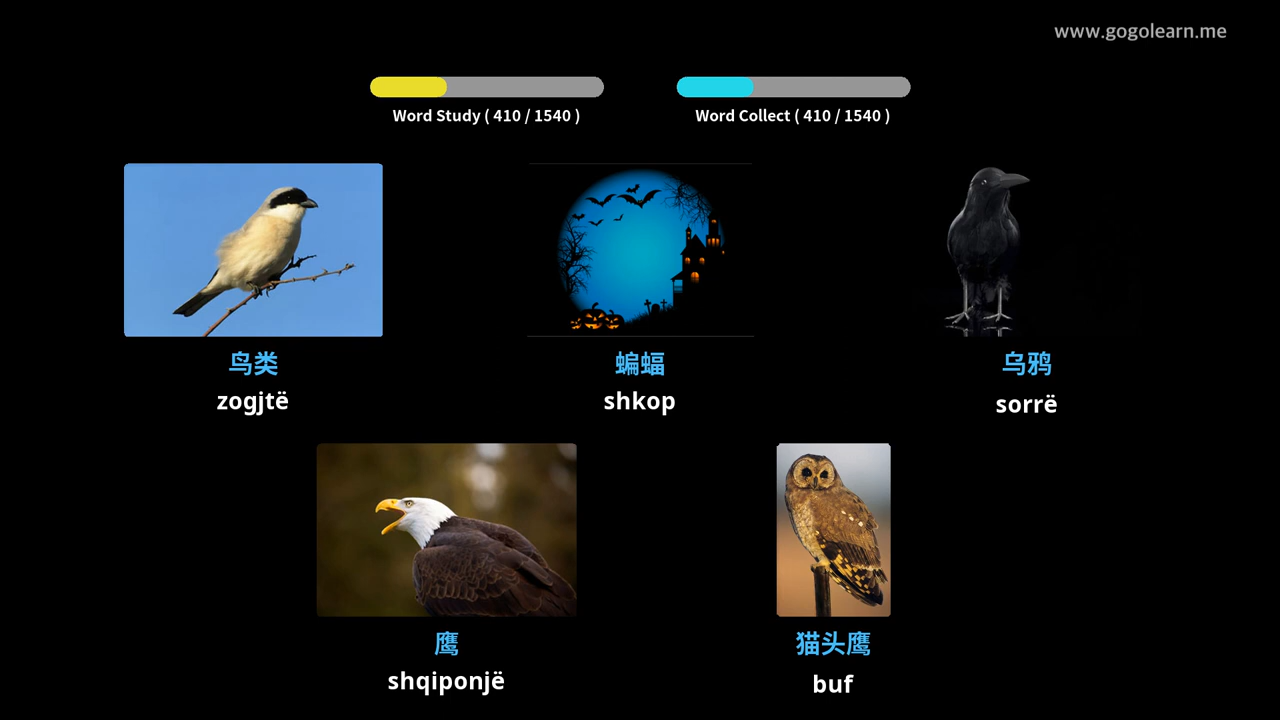 www.gogolearn.me
Word Study ( 410 / 1540 )
Word Collect ( 410 / 1540 )
鸟类
zogjtë
蝙蝠
shkop
乌鸦
sorrë
鹰
shqiponjë
猫头鹰
buf